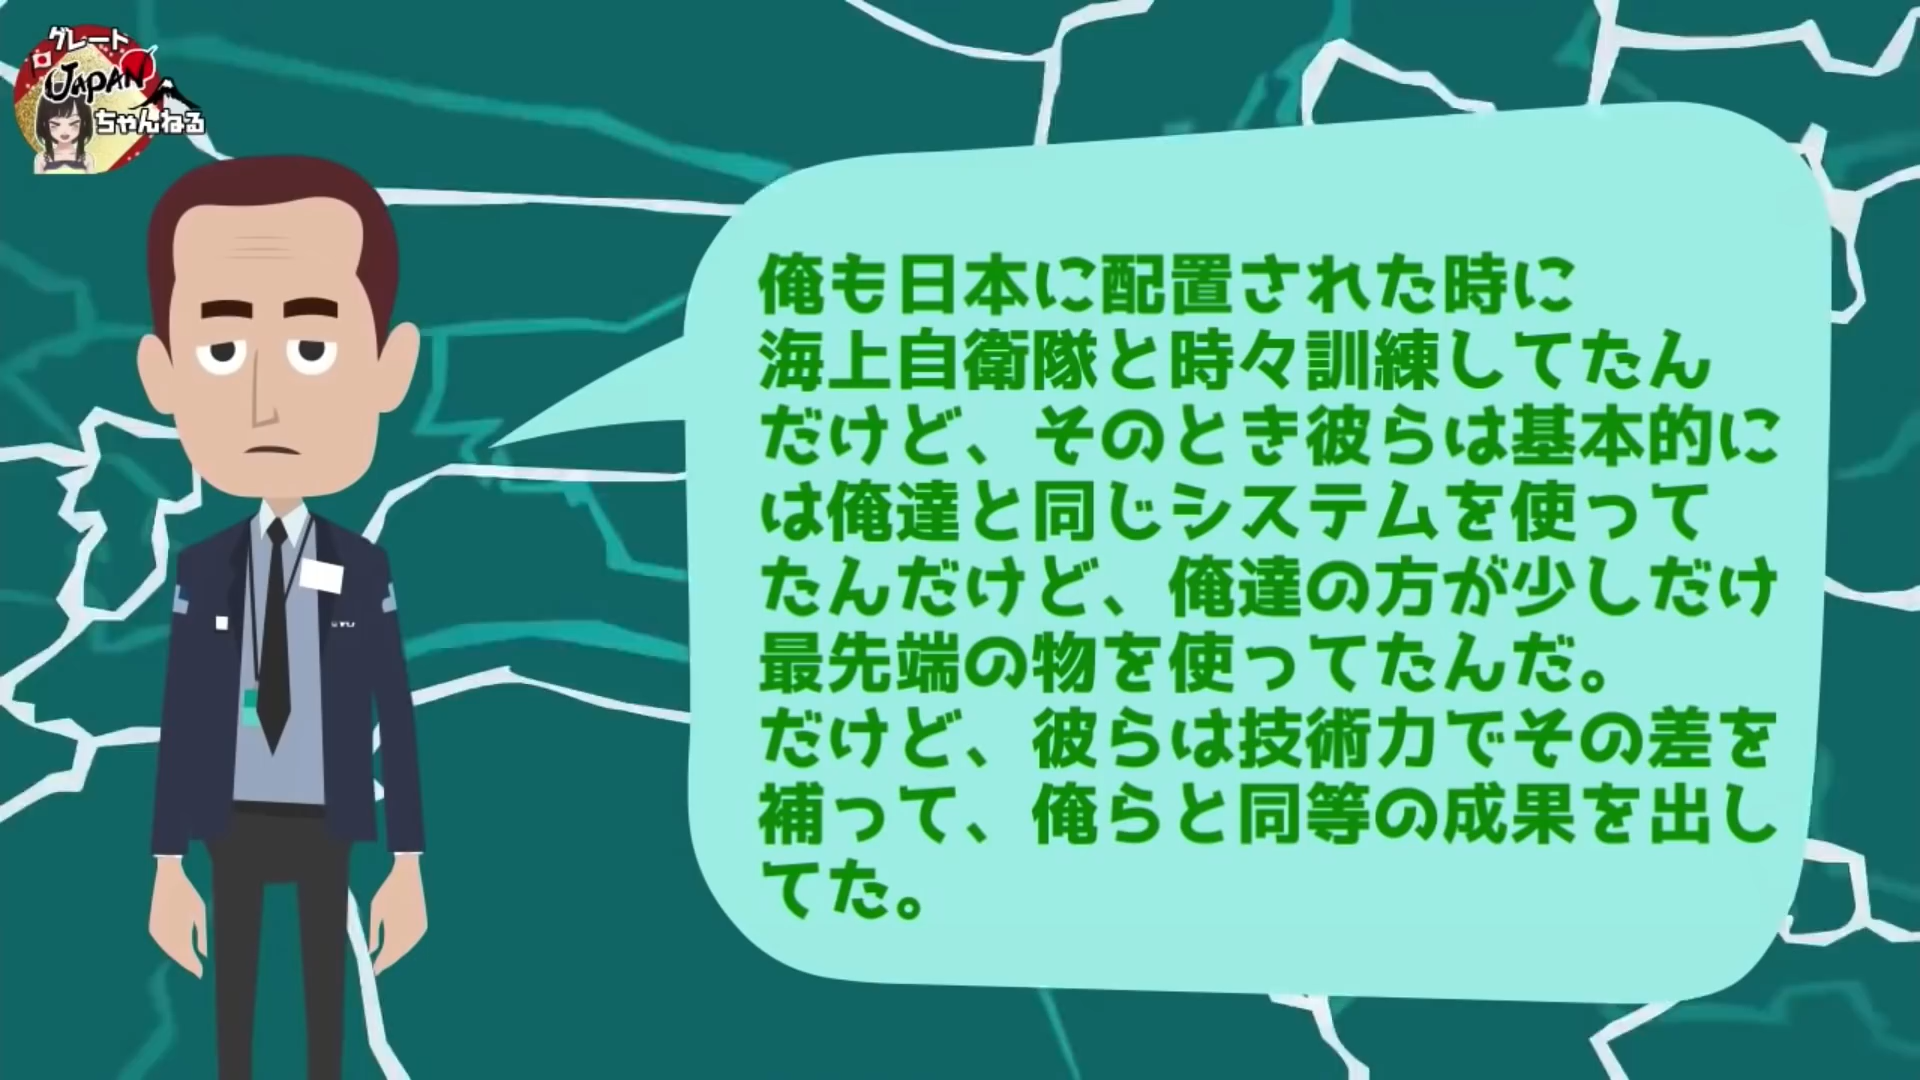 グレート
JAPAN
ちゃんねる
俺も日本に配置された時に
海上自衛隊と時々訓練してたん
だけど、そのとき彼らは基本的に
は俺達と同じシステムを使って
たんだけど、俺達の方が少しだけ
最先端の物を使ってたんだ。
だけど、彼らは技術力でその差を
補って、俺らと同等の成果を出し
てた。